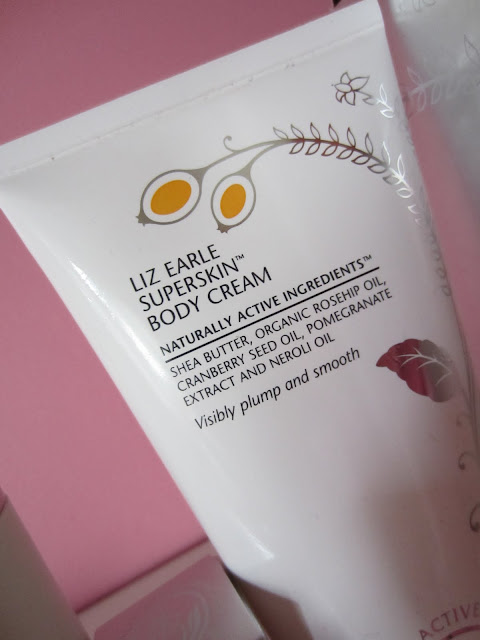 LIZ EARLE
SUPERSKIN™
BODY CREAM
NATURALLY ACTIVE INGREDIENTS™
SHEA BUTTER, ORGANIC ROSEHIP OIL,
CRANBERRY SEED OIL, POMEGRANATE
EXTRACT AND NEROLI OIL
Visibly plump and smooth
ACTIVE